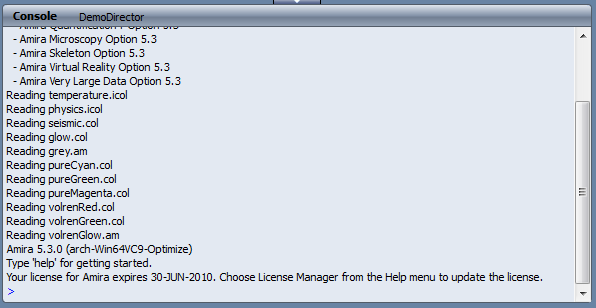 Console DemoDirector
- Amira Quantification+ Option 5.3
- Amira Microscopy Option 5.3
- Amira Skeleton Option 5.3
- Amira Virtual Reality Option 5.3
- Amira Very Large Data Option 5.3
Reading temperature.icol
Reading physics.icol
Reading seismic.col
Reading glow.col
Reading grey.am
Reading pureCyan.col
Reading pureGreen.col
Reading pureMagenta.col
Reading volrenRed.col
Reading volrenGreen.col
Reading volrenGlow.am
Amira 5.3.0 (arch-Win64VC9-Optimize)
Type 'help' for getting started.
Your license for Amira expires 30-JUN-2010. Choose License Manager from the Help menu to update the license.
>